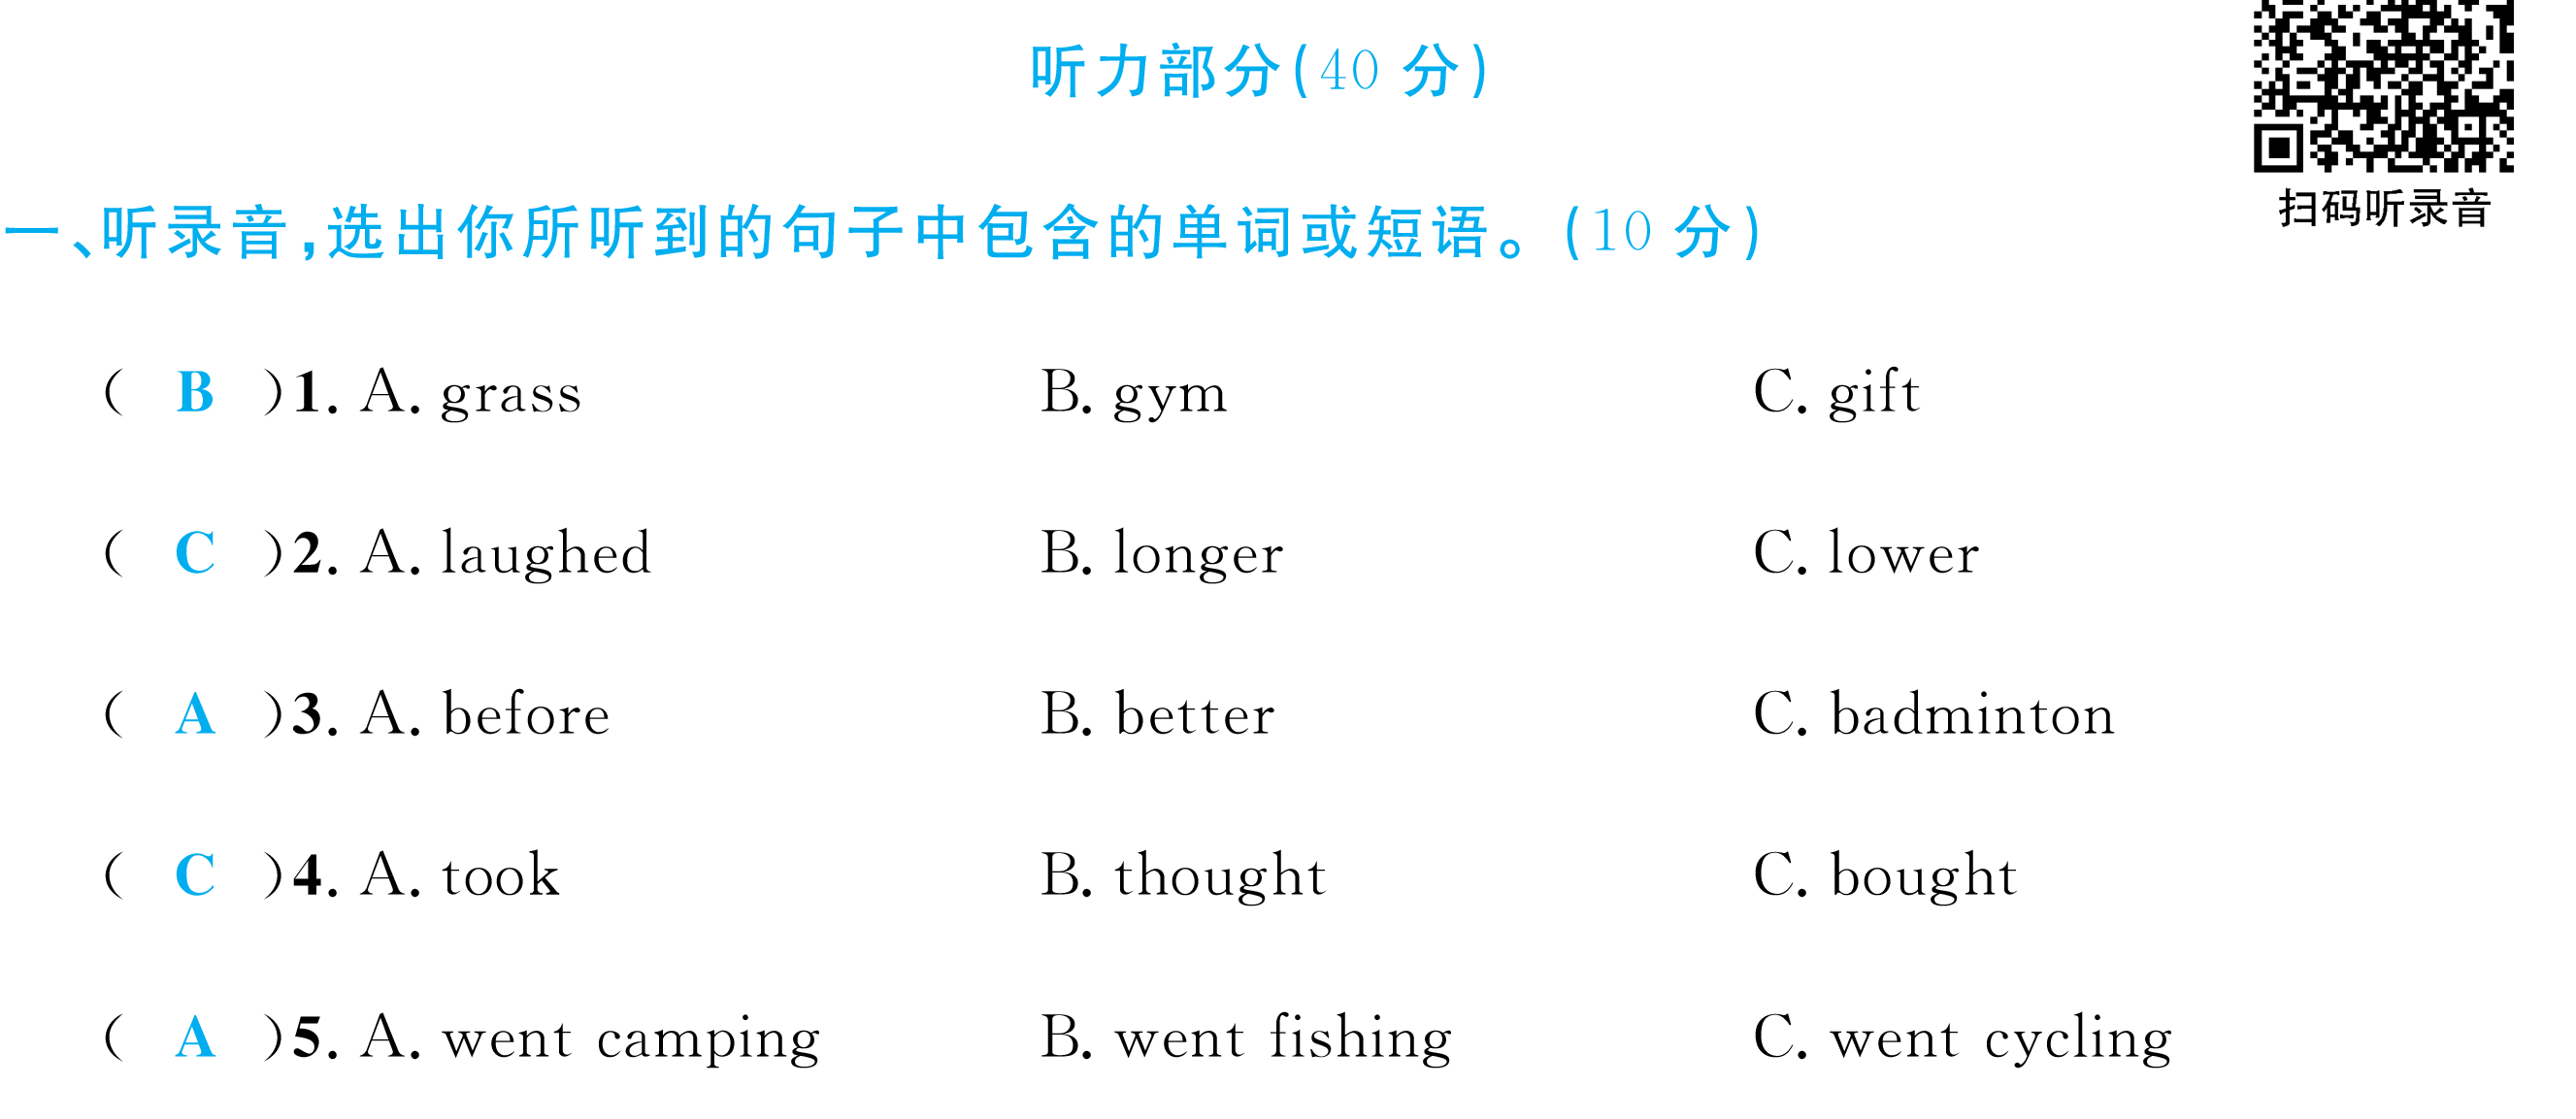 听力部分(40 分)
扫码听录音
一、听录音,选出你所听到的句子中包含的单词或短语。(10 分)
( B )1. A. grass B. gym C. gift
( C )2. A. laughed B. longer C. lower
( A )3. A. before B. better C. badminton
( C )4. A. took B. thought C. bought
( A )5. A. went camping B. went fishing C. went cycling